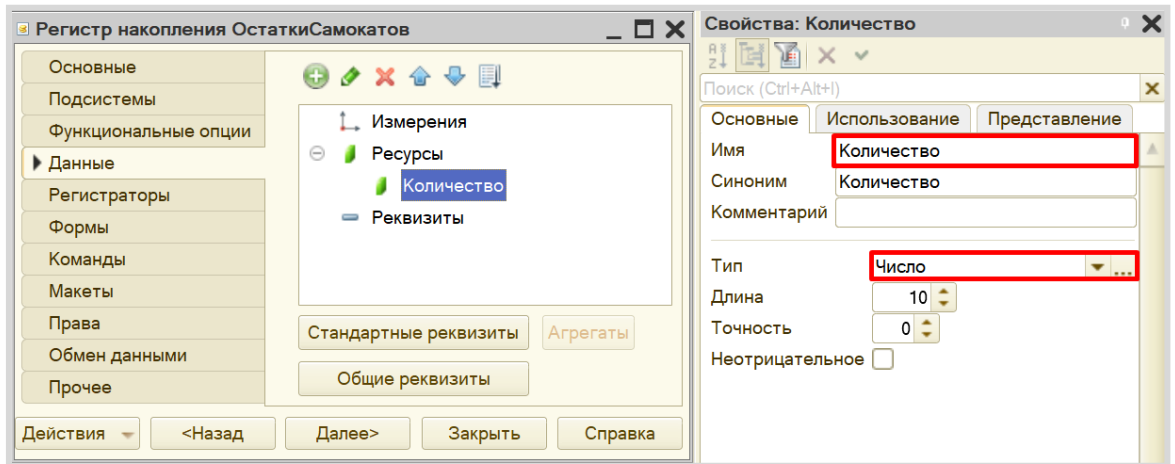 Регистр накопления ОстаткиСамокатов
Основные
Подсистемы
Функциональные опции
Данные
Регистраторы
Формы
Команды
Макеты
Права
Обмен данными
Прочее
Измерения
Ресурсы
Количество
Реквизиты
Стандартные реквизиты
Агрегаты
Общие реквизиты
Действия
<Назад
Далее>
Закрыть
Справка
Свойства: Количество
Поиск (Ctrl+Alt+I)
Основные Использование Представление
Имя Количество
Синоним Количество
Комментарий
Тип Число ...
Длина 10
Точность 0
Неотрицательное